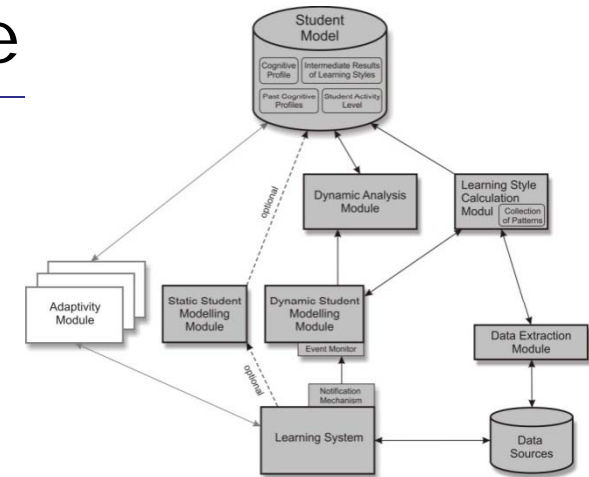 e
Student
Model
Cognitive
Profile
Intermediate Results
of Learning Styles
Past Cognitive
Profiles
Student Activity
Level
optional
Dynamic Analysis
Module
Learning Style
Calculation
Modul
Collection
of Patterns
Adaptivity
Module
Static Student
Modelling
Module
Dynamic Student
Modelling
Module
Event Monitor
Data Extraction
Module
optional
Notification
Mechanism
Learning System
Data
Sources